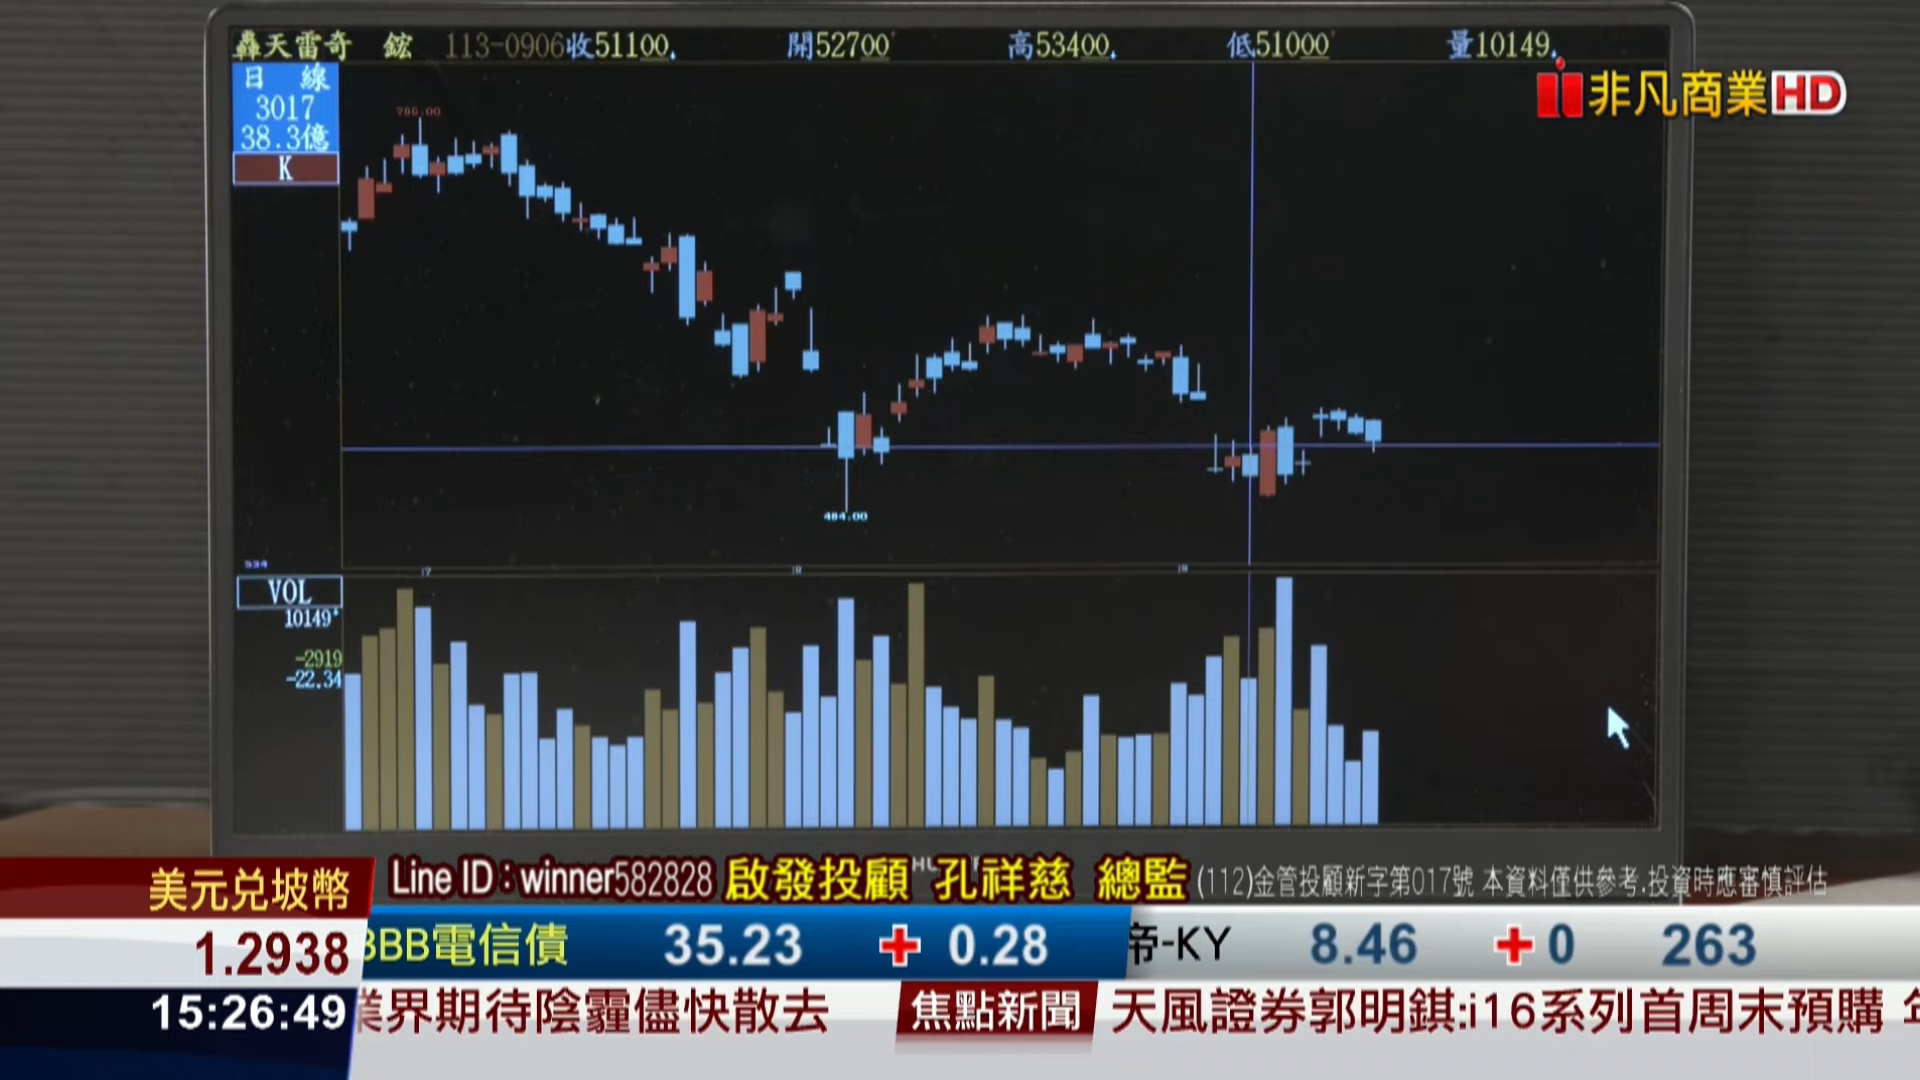 轟天雷奇 鋐 113-0906收51100 開52700 高53400 低51000 量10149
日 線
3017
38.3億
K
非凡商業HD
786.00
484.00
934
7 8 9
VOL
10149
-2919
-22.34
美元兌坡幣
1.2938
15:26:49
Line ID:winner582828 啟發投顧 孔祥慈 總監 (112)金管投顧新字第017號 本資料僅供參考.投資時應審慎評估
BBB電信債 35.23 + 0.28
帝-KY 8.46 + 0 263
業界期待陰霾儘快散去 焦點新聞 天風證券郭明錤:i16系列首周末預購